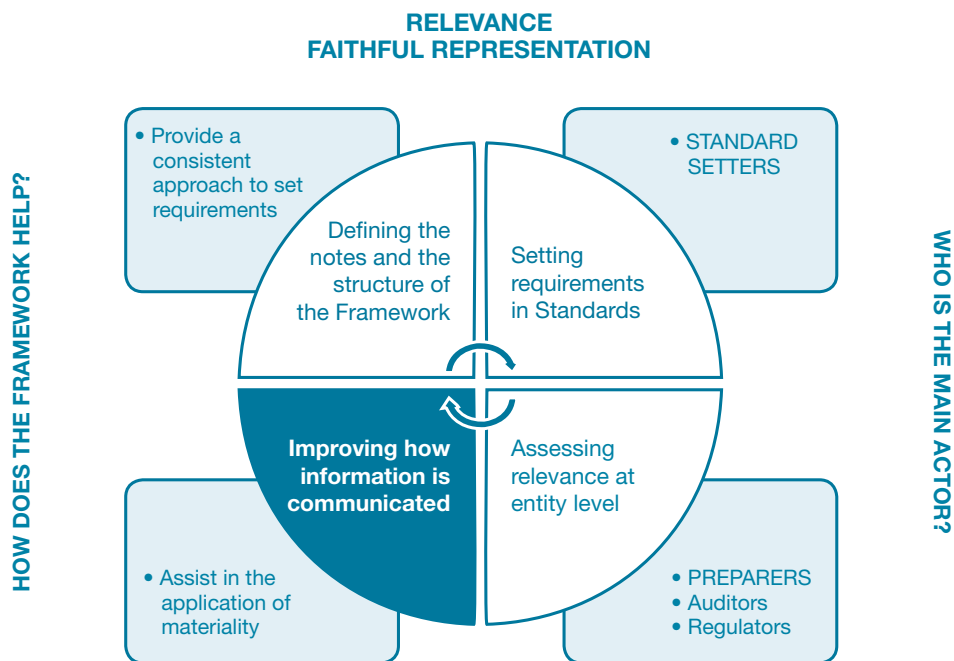 RELEVANCE
FAITHFUL REPRESENTATION
HOW DOES THE FRAMEWORK HELP?
• Provide a
consistent
approach to set
requirements
• STANDARD
SETTERS
Defining the
notes and the
structure of
the Framework
Setting
requirements
in Standards
WHO IS THE MAIN ACTOR?
Improving how
information is
communicated
Assessing
relevance at
entity level
• Assist in the
application of
materiality
• PREPARERS
• Auditors
• Regulators